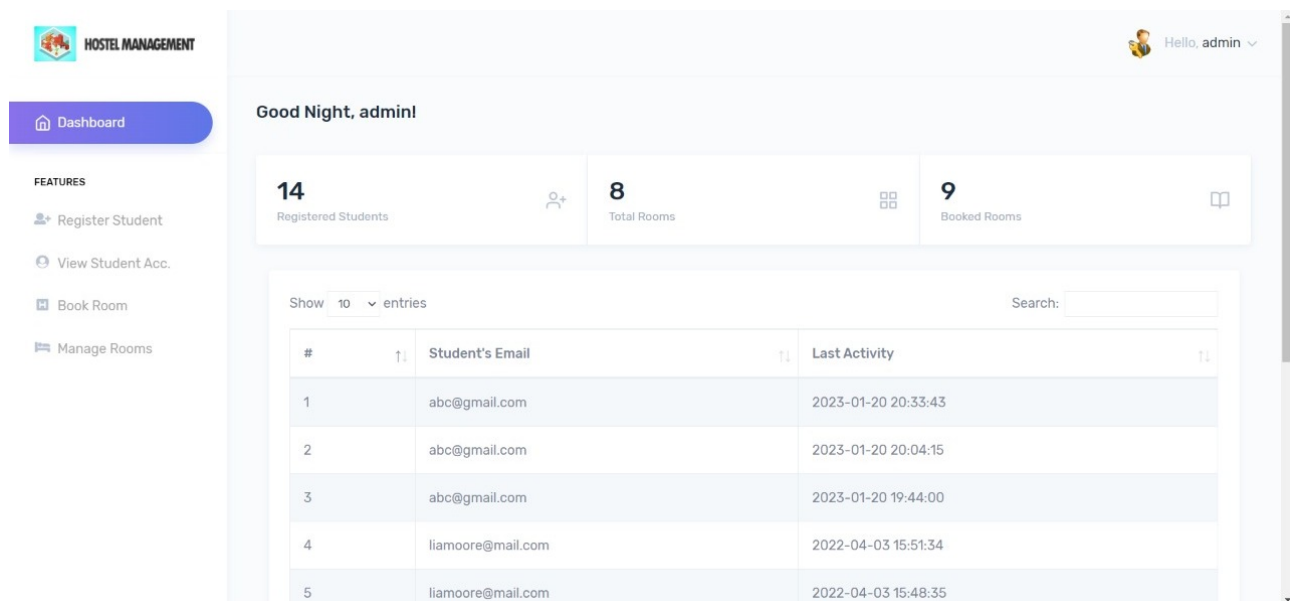 HOSTEL MANAGEMENT
Hello, admin
Dashboard
Good Night, admin!
FEATURES
Register Student
View Student Acc.
Book Room
Manage Rooms
14
Registered Students
8
Total Rooms
9
Booked Rooms
Show 10 entries
Search:
# Student's Email Last Activity
1 abc@gmail.com 2023-01-20 20:33:43
2 abc@gmail.com 2023-01-20 20:04:15
3 abc@gmail.com 2023-01-20 19:44:00
4 liamoore@mail.com 2022-04-03 15:51:34
5 liamoore@mail.com 2022-04-03 15:48:35